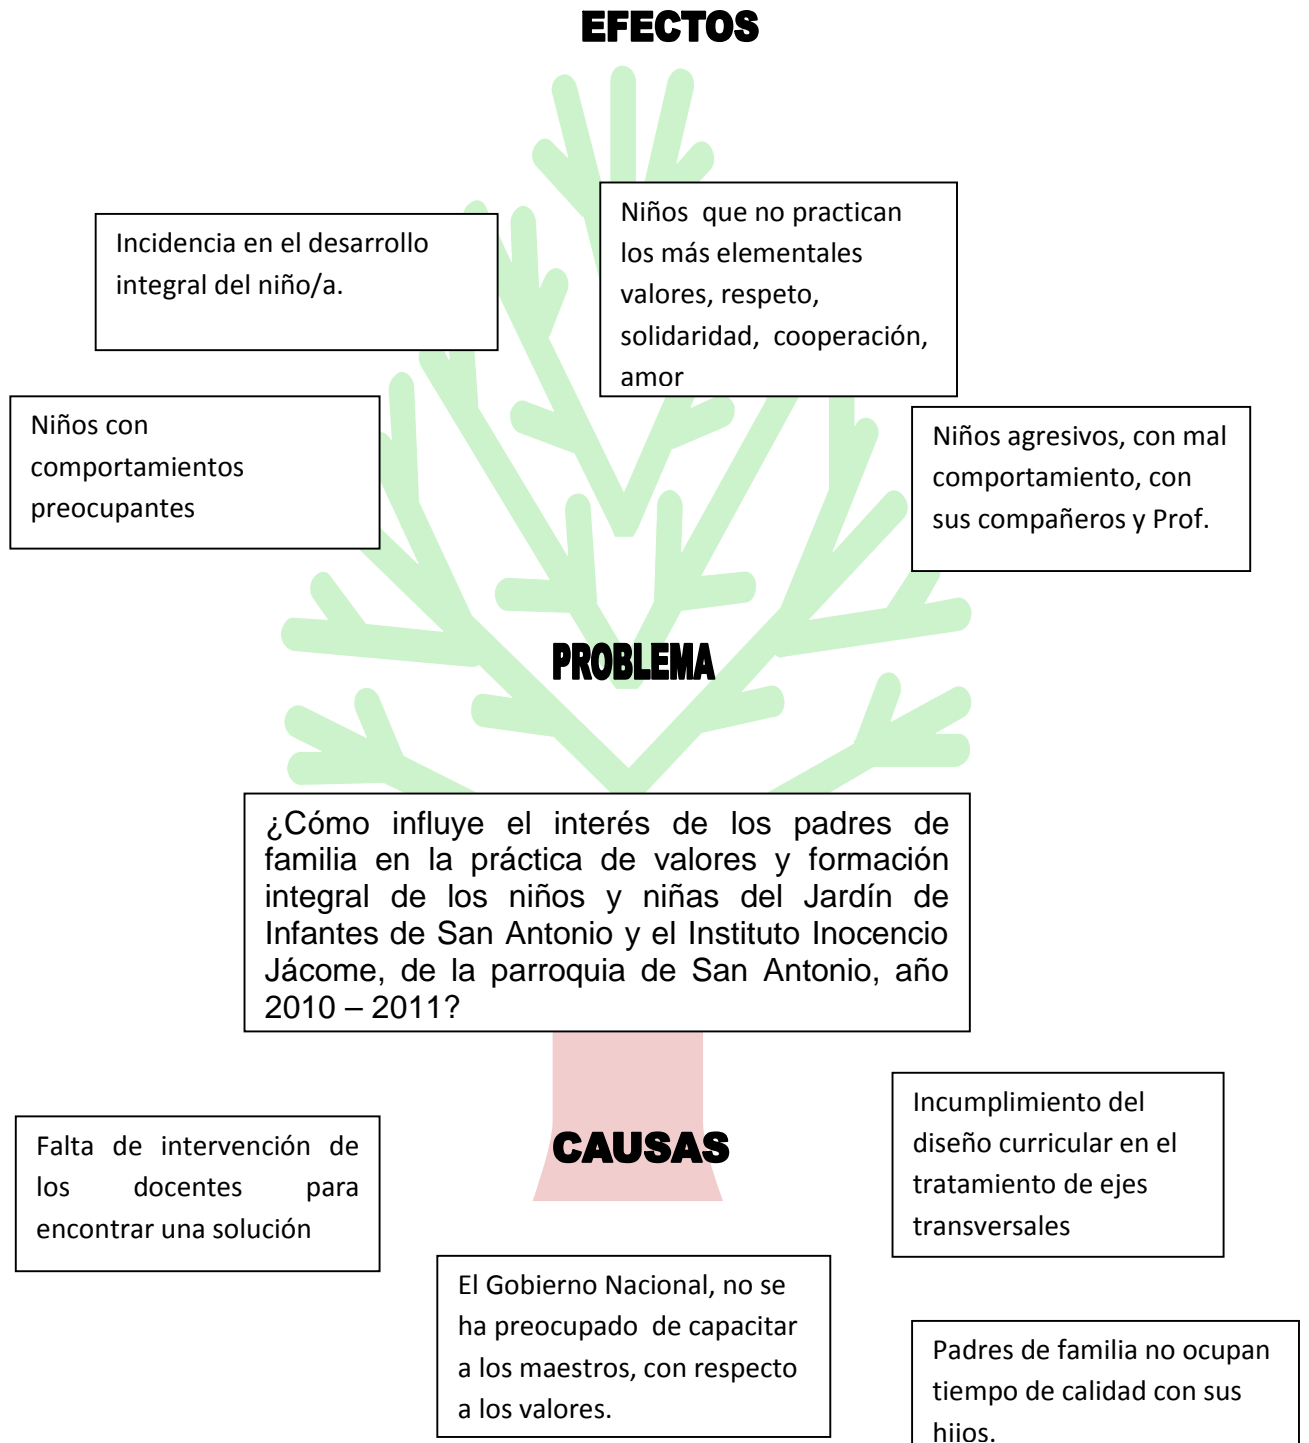 EFECTOS
Incidencia en el desarrollo
integral del niño/a.
Niños que no practican
los más elementales
valores, respeto,
solidaridad, cooperación,
amor
Niños con
comportamientos
preocupantes
Niños agresivos, con mal
comportamiento, con
sus compañeros y Prof.
PROBLEMA
¿Cómo influye el interés de los padres de
familia en la práctica de valores y formación
integral de los niños y niñas del Jardín de
Infantes de San Antonio y el Instituto Inocencio
Jácome, de la parroquia de San Antonio, año
2010 – 2011?
CAUSAS
Falta de intervención de
los docentes para
encontrar una solución
Incumplimiento del
diseño curricular en el
tratamiento de ejes
transversales
El Gobierno Nacional, no se
ha preocupado de capacitar
a los maestros, con respecto
a los valores.
Padres de familia no ocupan
tiempo de calidad con sus
hijos.